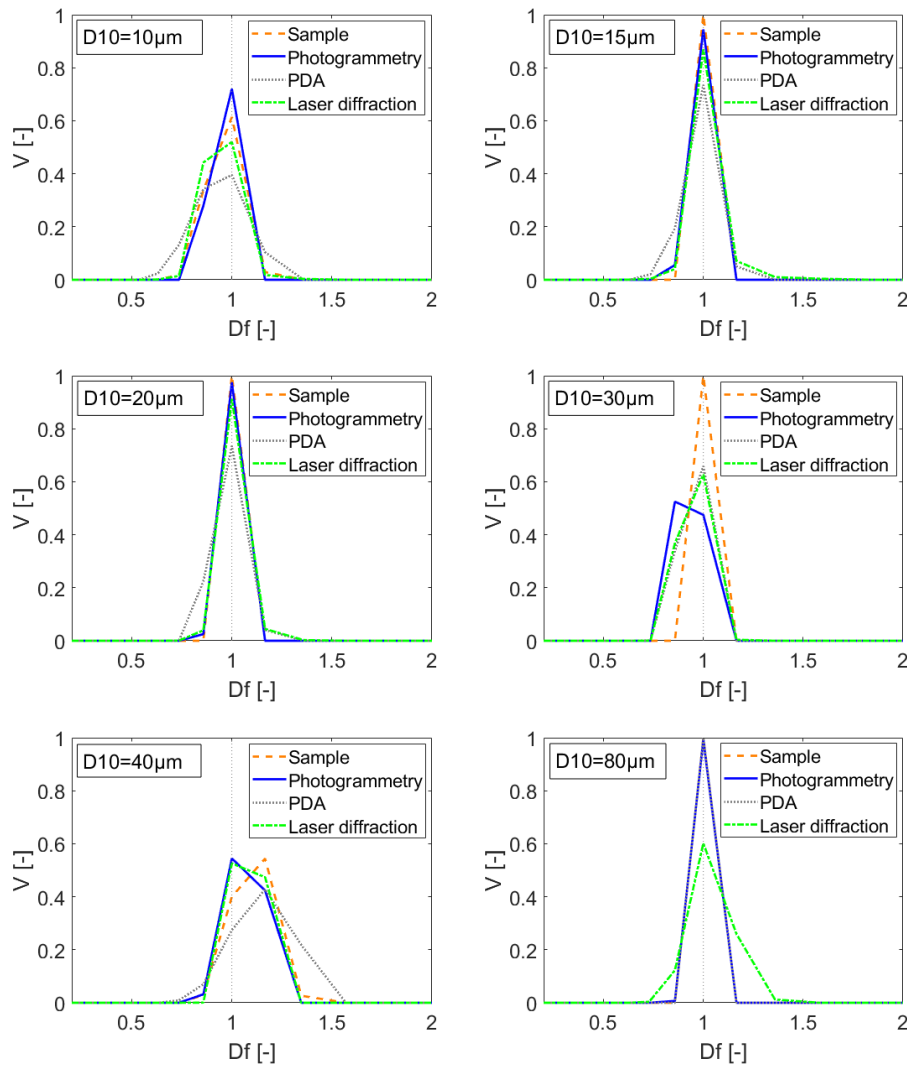 D10=10µm
Sample
Photogrammetry
PDA
Laser diffraction
V [-]
1
0.8
0.6
0.4
0.2
0
0.5
1
1.5
2
Df [-]
D10=15µm
Sample
Photogrammetry
PDA
Laser diffraction
V [-]
1
0.8
0.6
0.4
0.2
0
0.5
1
1.5
2
Df [-]
D10=20µm
Sample
Photogrammetry
PDA
Laser diffraction
V [-]
1
0.8
0.6
0.4
0.2
0
0.5
1
1.5
2
Df [-]
D10=30µm
Sample
Photogrammetry
PDA
Laser diffraction
V [-]
1
0.8
0.6
0.4
0.2
0
0.5
1
1.5
2
Df [-]
D10=40µm
Sample
Photogrammetry
PDA
Laser diffraction
V [-]
1
0.8
0.6
0.4
0.2
0
0.5
1
1.5
2
Df [-]
D10=80µm
Sample
Photogrammetry
PDA
Laser diffraction
V [-]
1
0.8
0.6
0.4
0.2
0
0.5
1
1.5
2
Df [-]